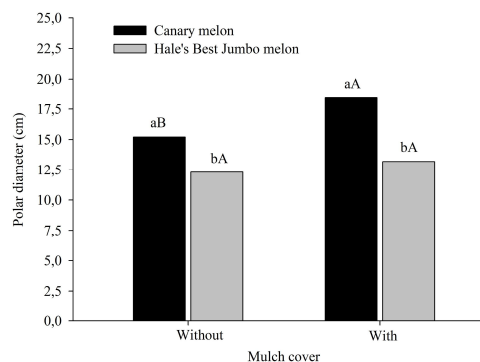 25,0
22,5
20,0
17,5
15,0
12,5
10,0
7,5
5,0
2,5
0,0
Polar diameter (cm)
Canary melon
Hale's Best Jumbo melon
aB
bA
aA
bA
Without
With
Mulch cover